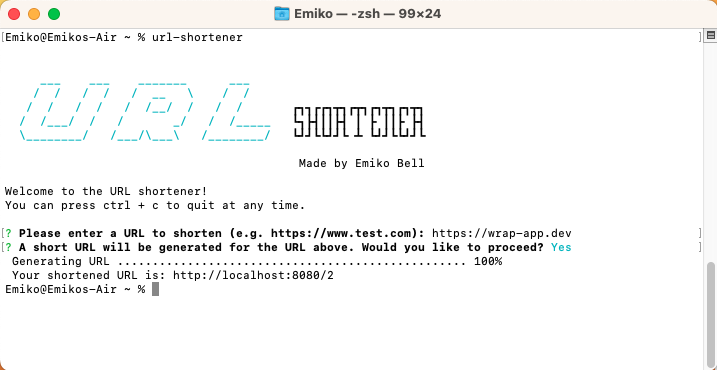 Emiko — -zsh — 99×24
Emiko@Emikos-Air ~ % url-shortener
URL SHORTENER
Made by Emiko Bell
Welcome to the URL shortener!
You can press ctrl + c to quit at any time.
? Please enter a URL to shorten (e.g. https://www.test.com): https://wrap-app.dev
? A short URL will be generated for the URL above. Would you like to proceed? Yes
Generating URL .................................................. 100%
Your shortened URL is: http://localhost:8080/2
Emiko@Emikos-Air ~ %